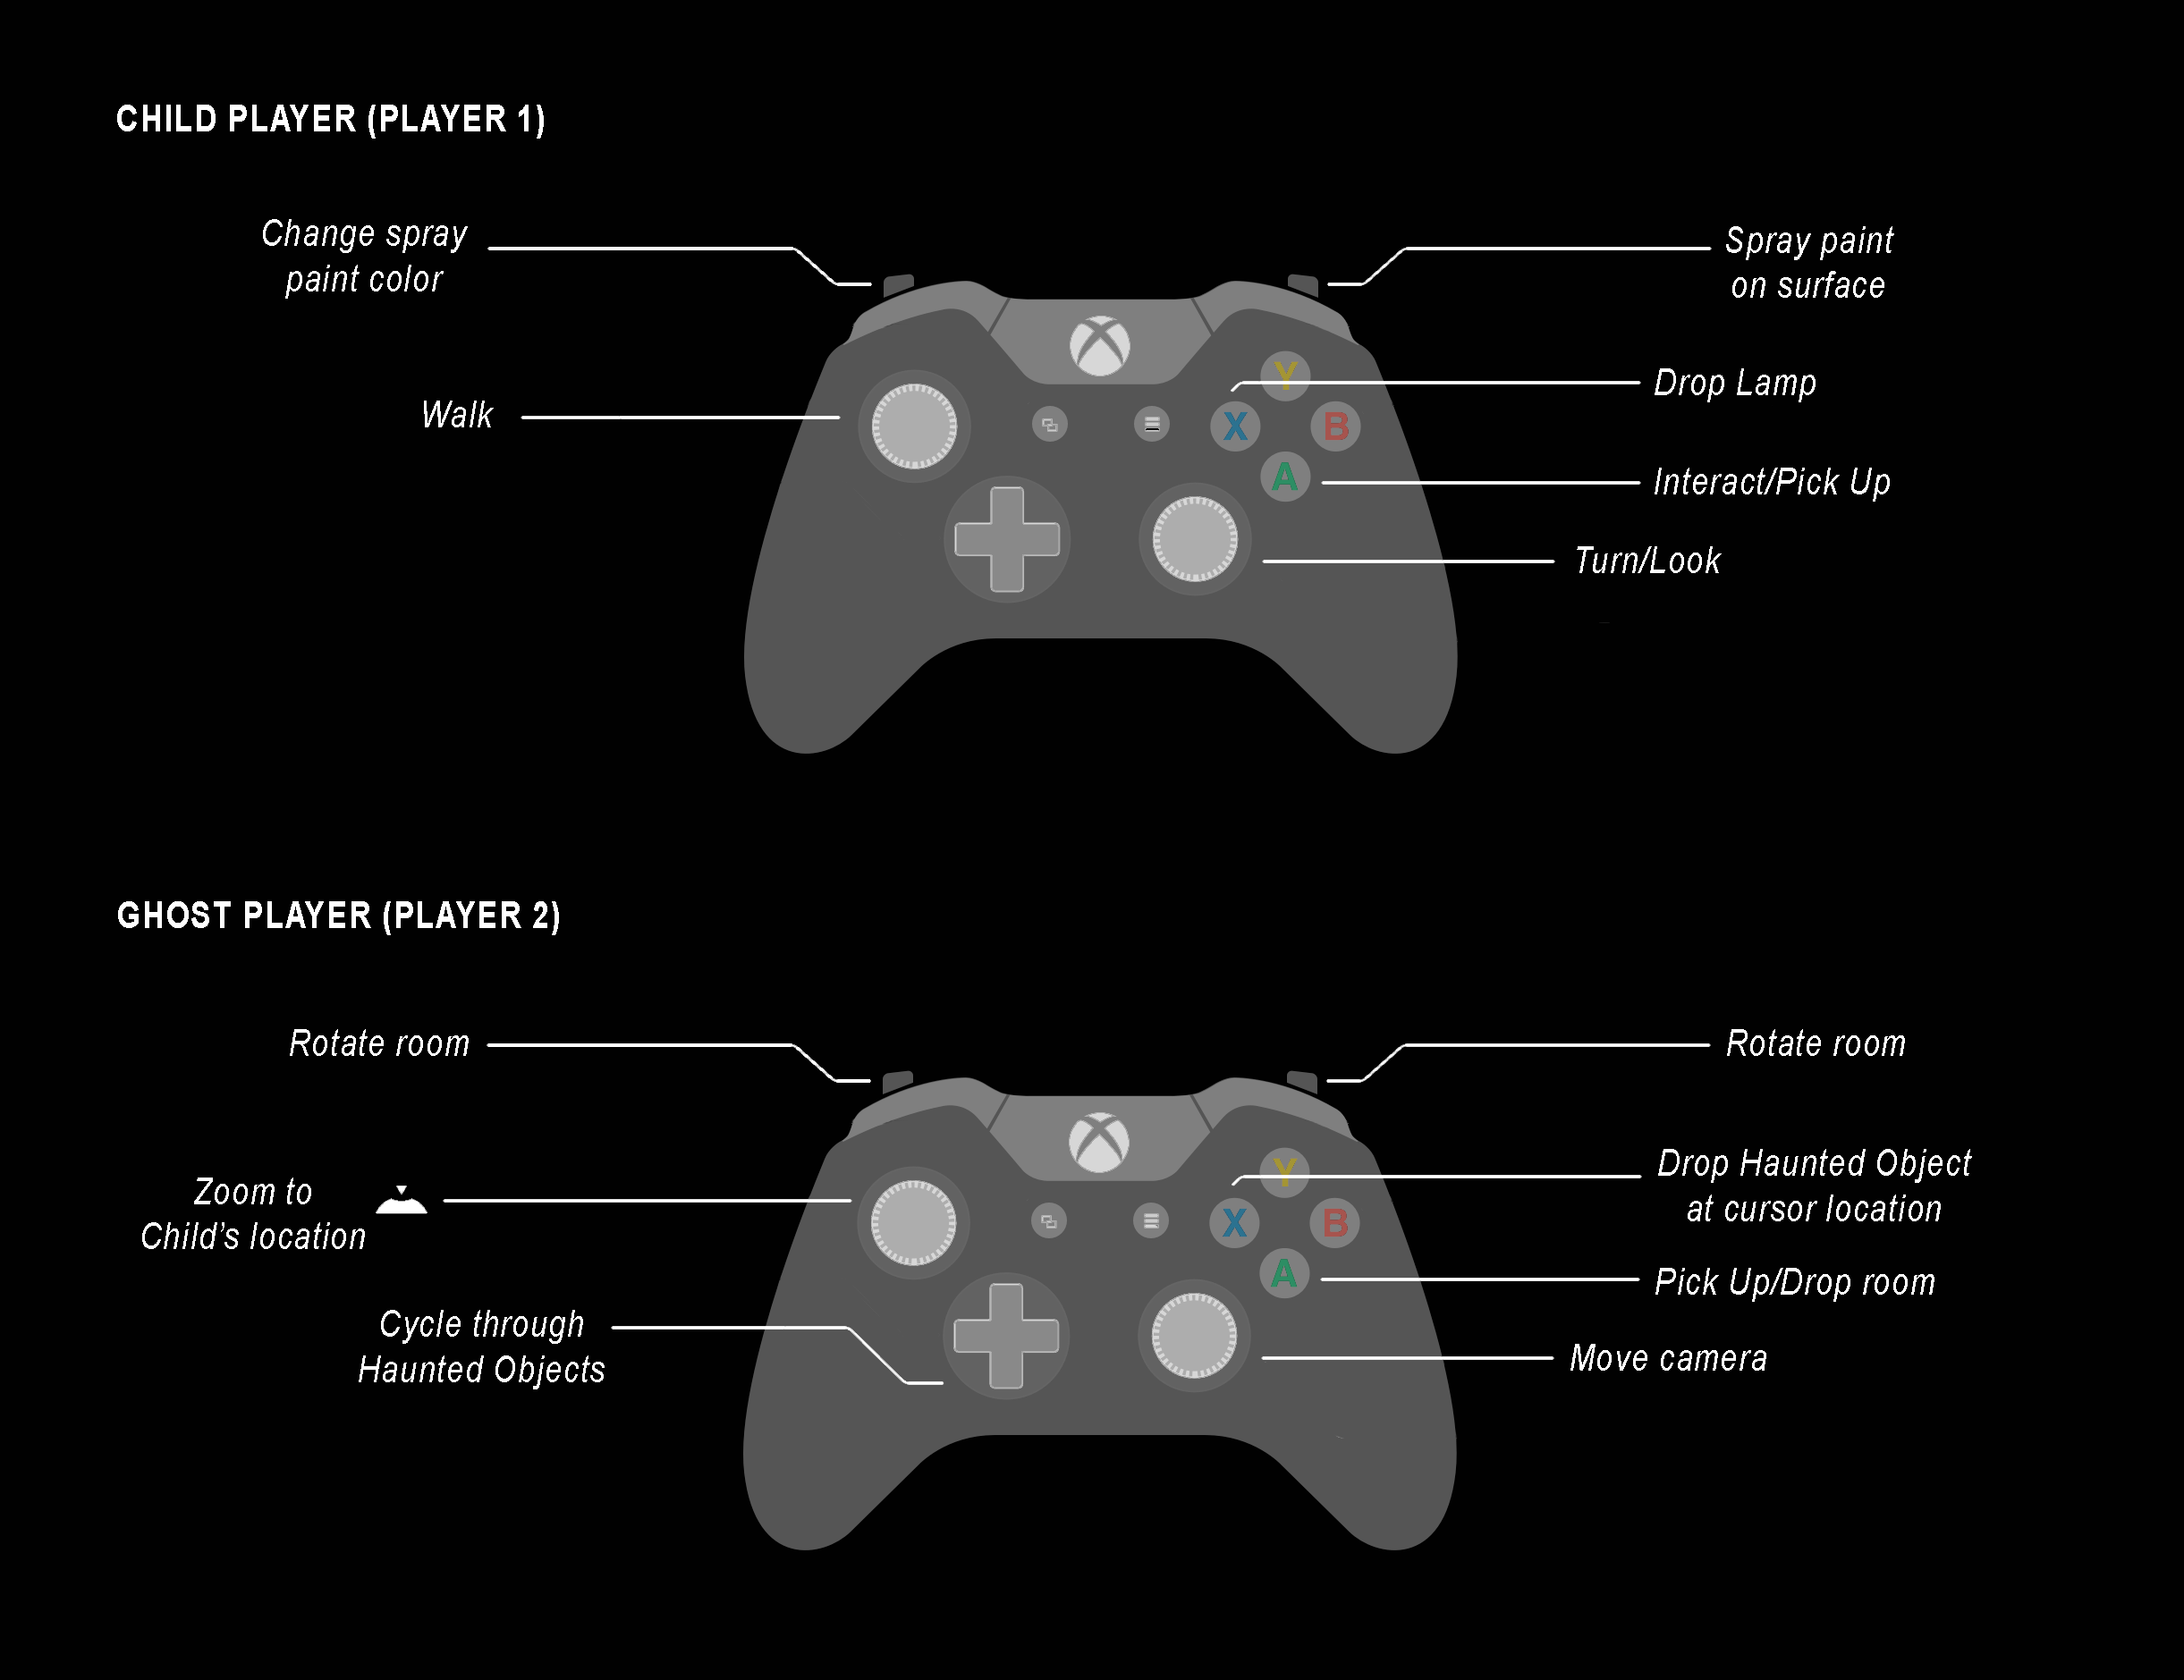 CHILD PLAYER (PLAYER 1)
Change spray
paint color
Spray paint
on surface
Walk
Drop Lamp
Y
X
B
A
Interact/Pick Up
Turn/Look
GHOST PLAYER (PLAYER 2)
Rotate room
Rotate room
Zoom to
Child's location
Drop Haunted Object
at cursor location
Y
X
B
A
Pick Up/Drop room
Cycle through
Haunted Objects
Move camera